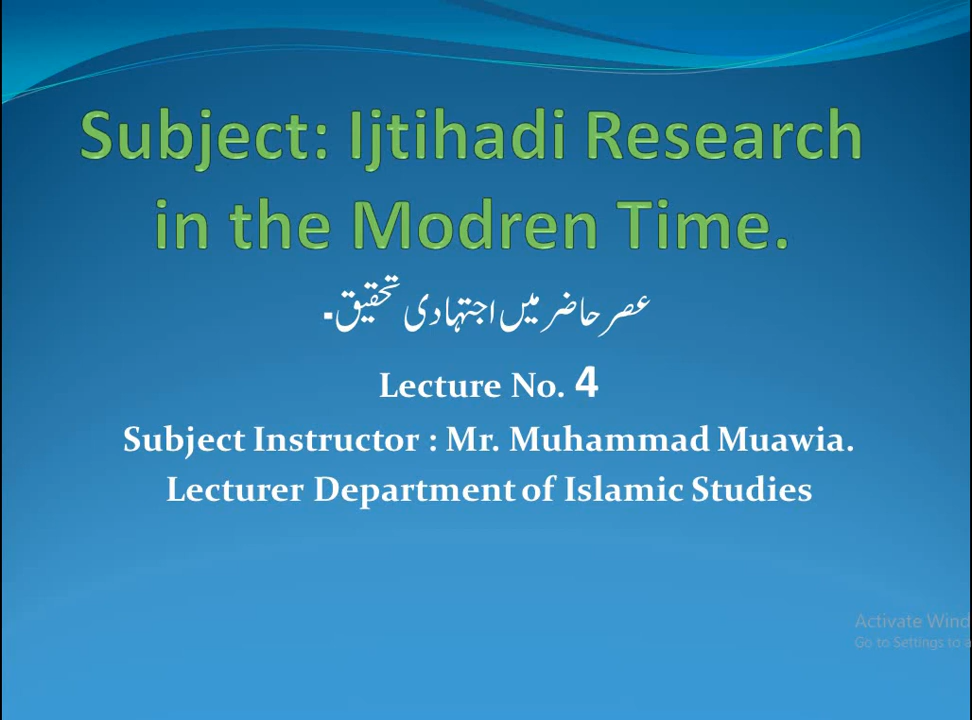 Subject: Ijtihadi Research
in the Modren Time.
عصر حاضر میں اجتہادی تحقیق۔
Lecture No. 4
Subject Instructor : Mr. Muhammad Muawia.
Lecturer Department of Islamic Studies
Activate Wind
Go to Settings to a